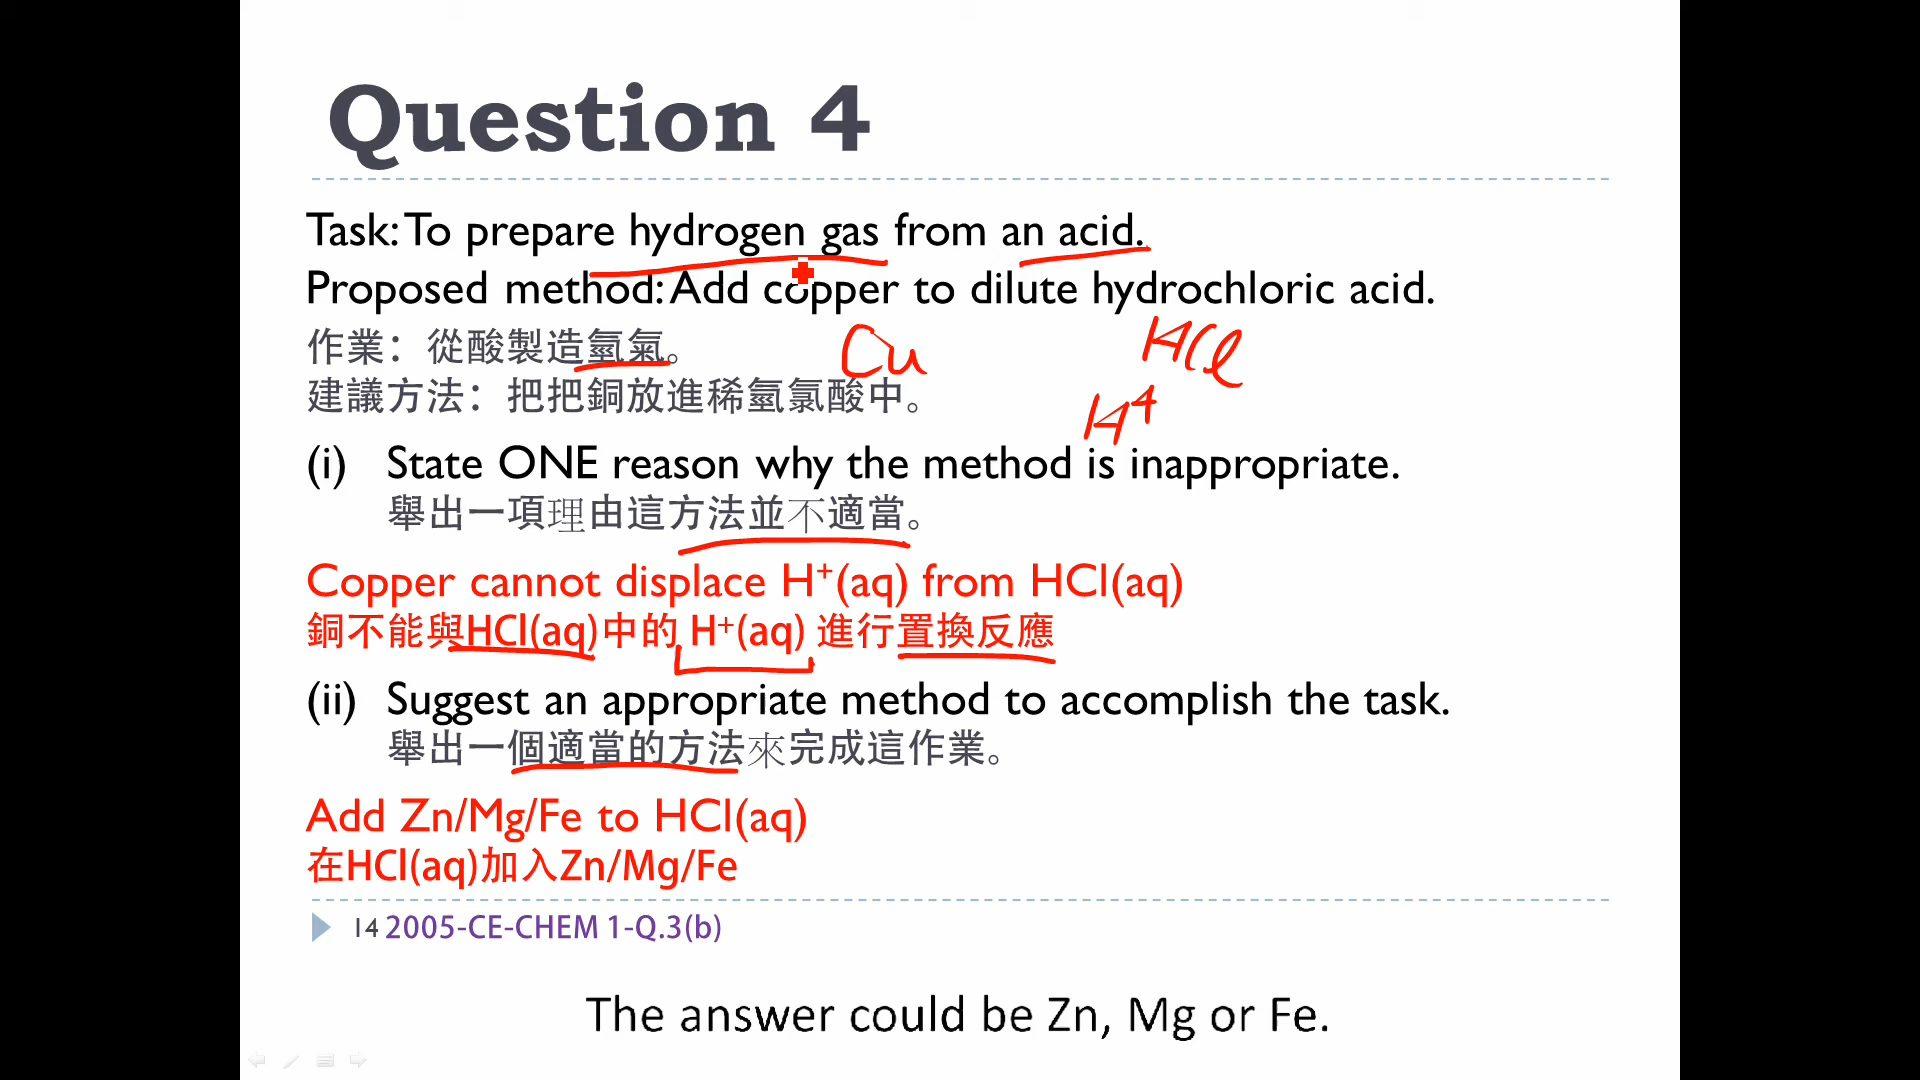 Question 4
Task: To prepare hydrogen gas from an acid.
Proposed method: Add copper to dilute hydrochloric acid.
作業：從酸製造氫氣。
Cu
HCl
建議方法：把把銅放進稀氫氯酸中。
H+
(i) State ONE reason why the method is inappropriate.
舉出一項理由這方法並不適當。
Copper cannot displace H⁺(aq) from HCl(aq)
銅不能與HCl(aq)中的 H⁺(aq) 進行置換反應
(ii) Suggest an appropriate method to accomplish the task.
舉出一個適當的方法來完成這作業。
Add Zn/Mg/Fe to HCl(aq)
在HCl(aq)加入Zn/Mg/Fe
14 2005-CE-CHEM 1-Q.3(b)
The answer could be Zn, Mg or Fe.